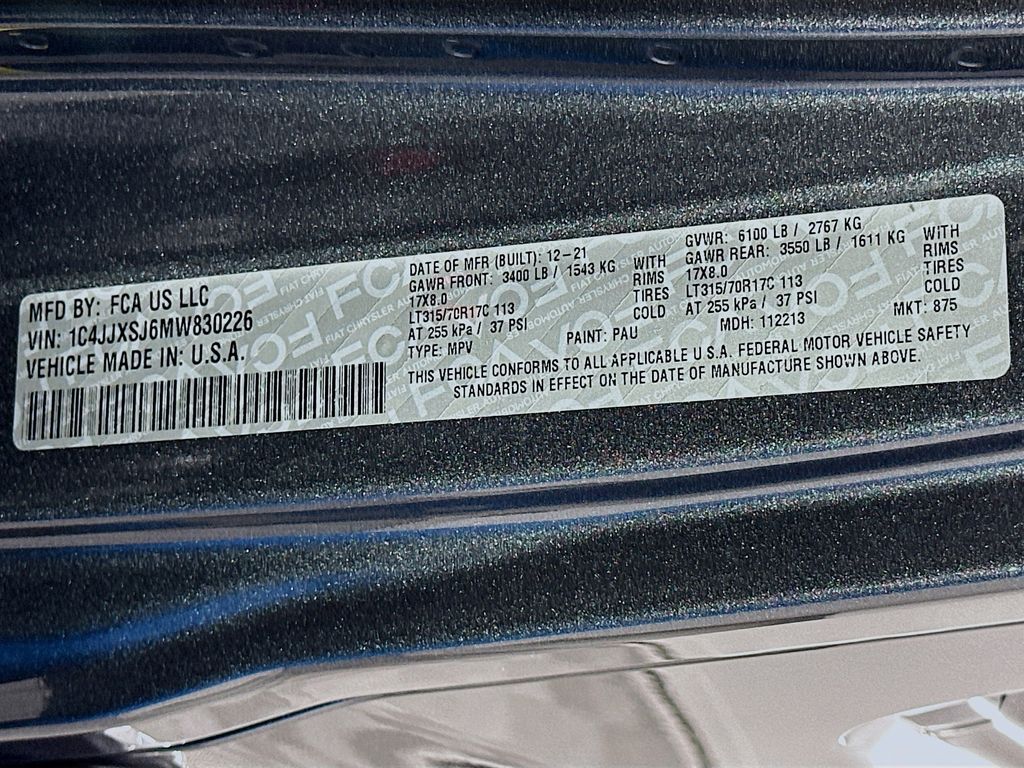 MFD BY: FCA US LLC
VIN: 1C4JJXSJ6MW830226
VEHICLE MADE IN: U.S.A.
DATE OF MFR (BUILT): 12-21
GAWR FRONT: 3400 LB / 1543 KG WITH
17X8.0 RIMS
LT315/70R17C 113 TIRES
AT 255 kPa / 37 PSI COLD
TYPE: MPV PAINT: PAU
GVWR: 6100 LB / 2767 KG
GAWR REAR: 3550 LB / 1611 KG WITH
17X8.0 RIMS
LT315/70R17C 113 TIRES
AT 255 kPa / 37 PSI COLD
MDH: 112213 MKT: 875
THIS VEHICLE CONFORMS TO ALL APPLICABLE U.S.A. FEDERAL MOTOR VEHICLE SAFETY
STANDARDS IN EFFECT ON THE DATE OF MANUFACTURE SHOWN ABOVE.